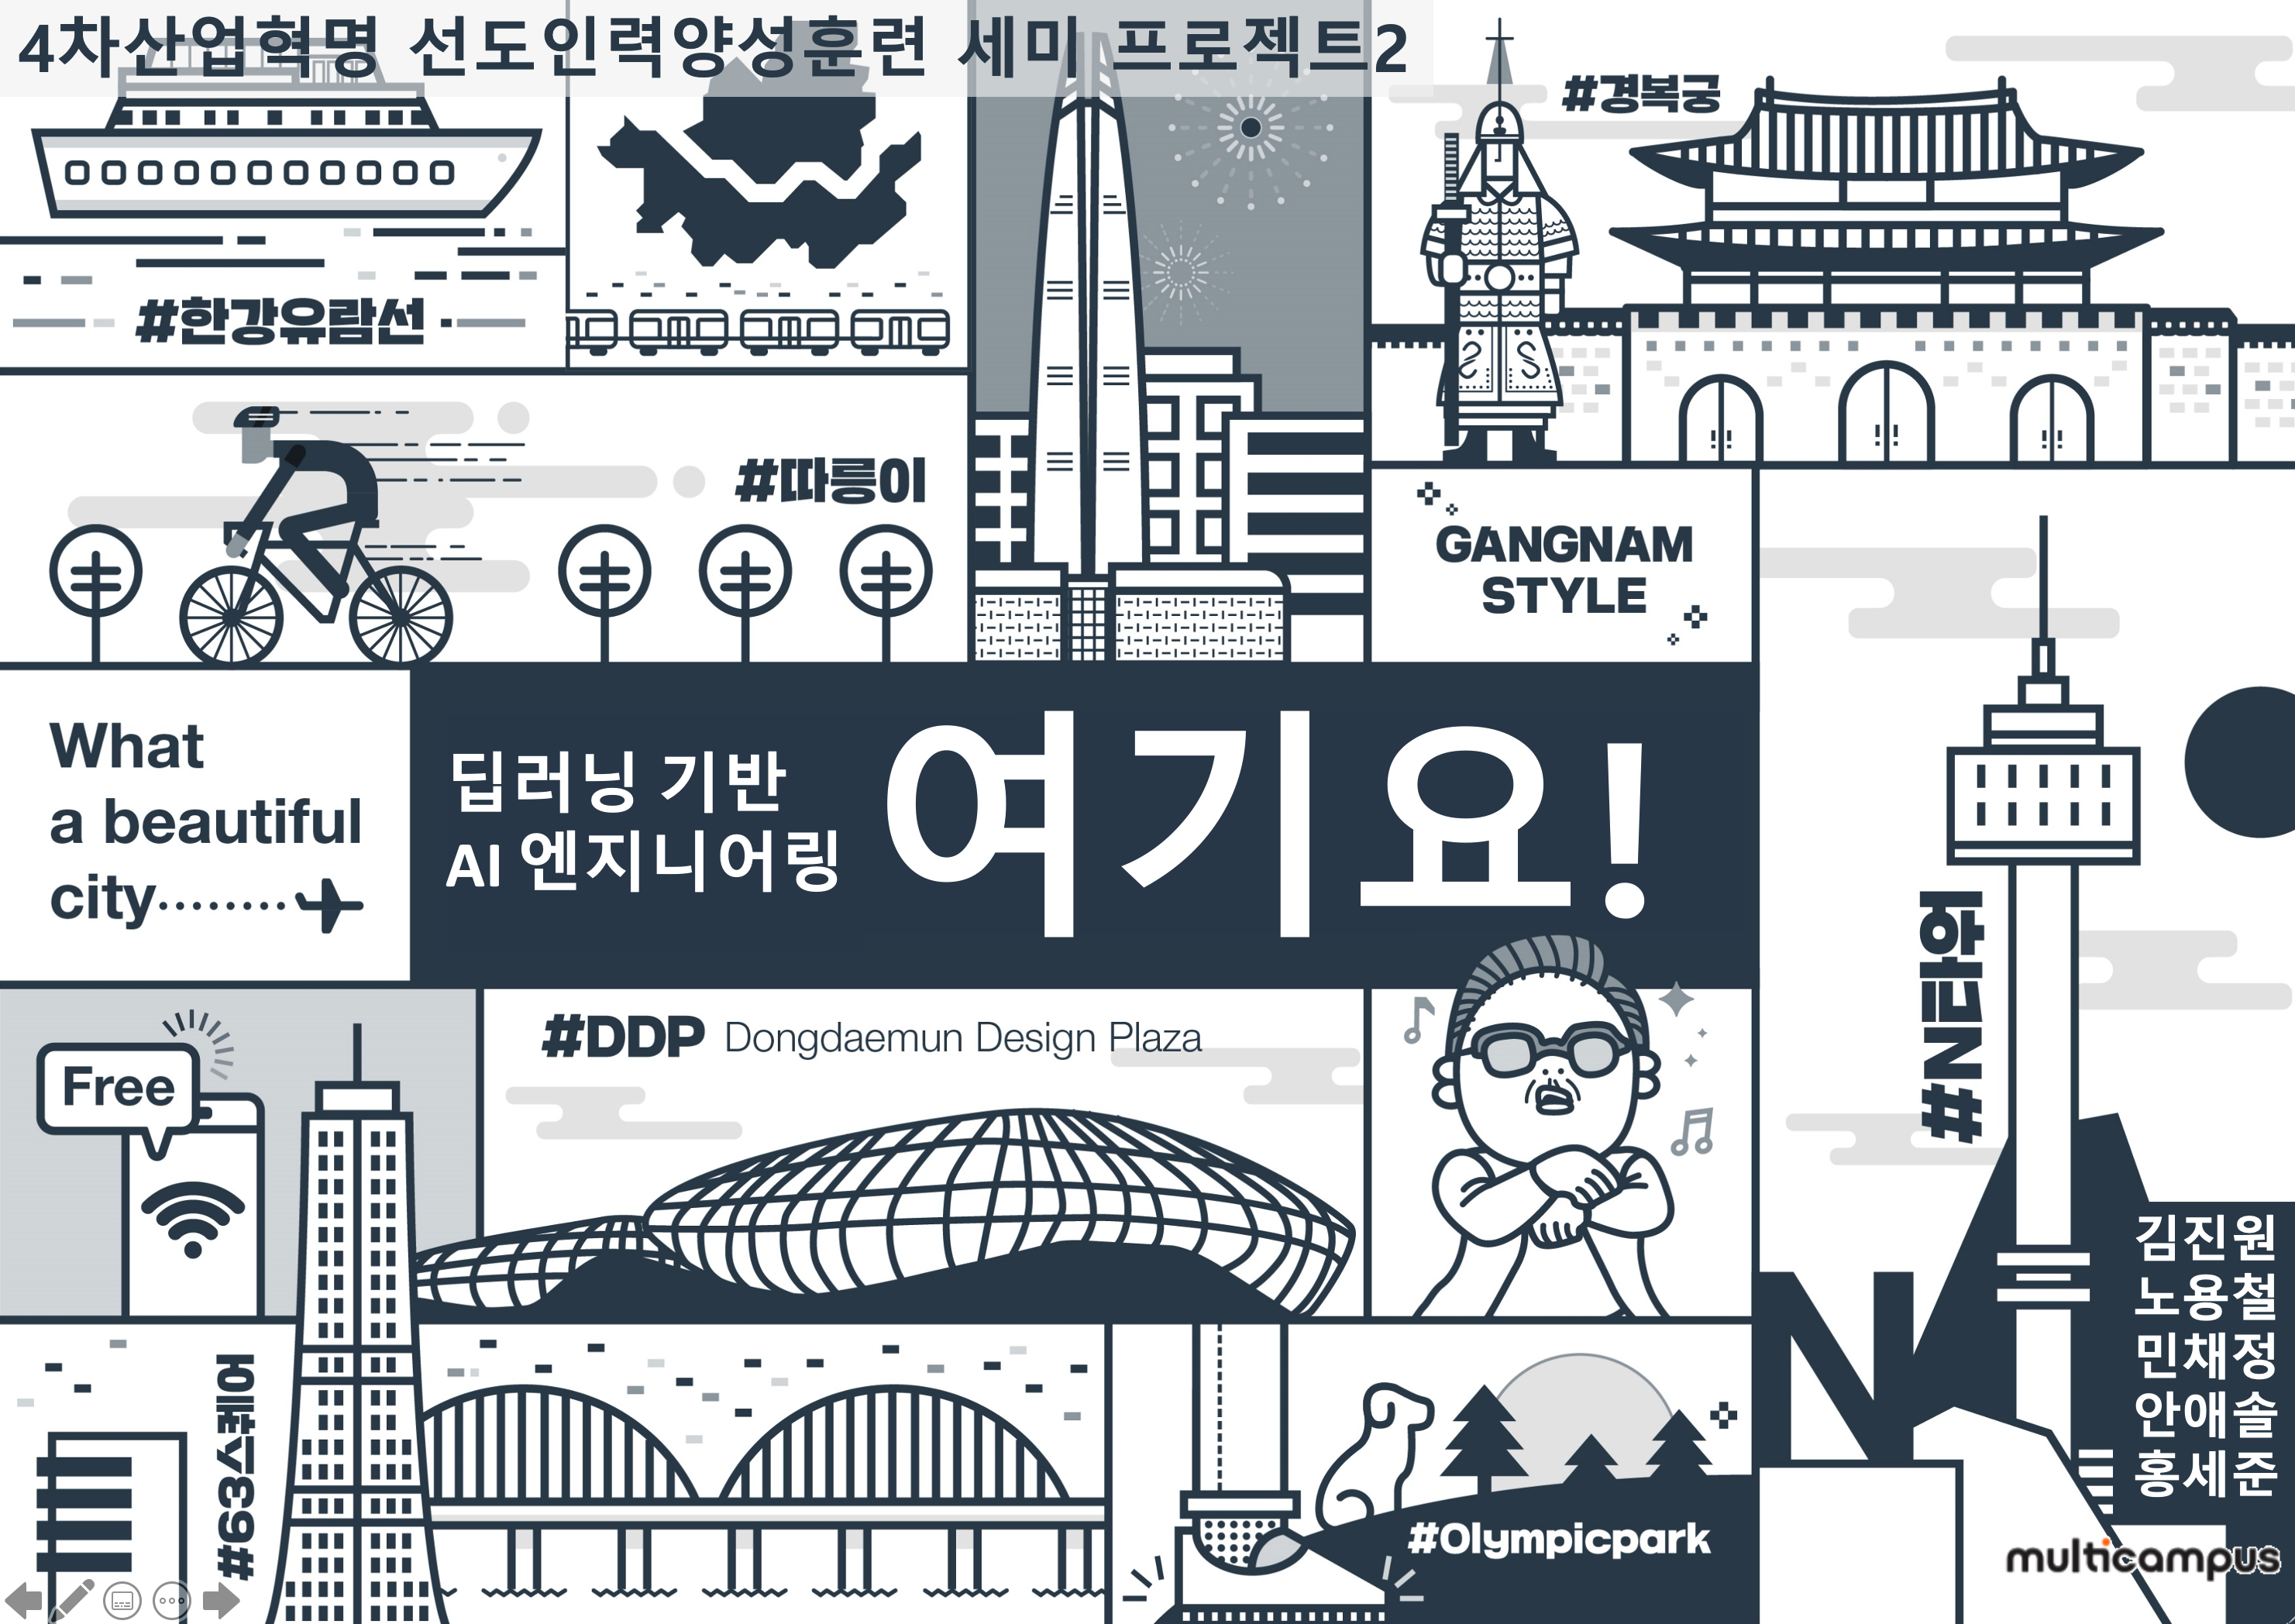 4차산업혁명 선도인력양성훈련 세미 프로젝트2
#경복궁
#한강유람선
#따릉이
GANGNAM
STYLE
What
a beautiful
city
딥러닝 기반
AI 엔지니어링
여기요!
#N타워
Free
#DDP Dongdaemun Design Plaza
#63스퀘어
#Olympicpark
N
김진원
노용철
민채정
안애솔
홍세준
multicampus